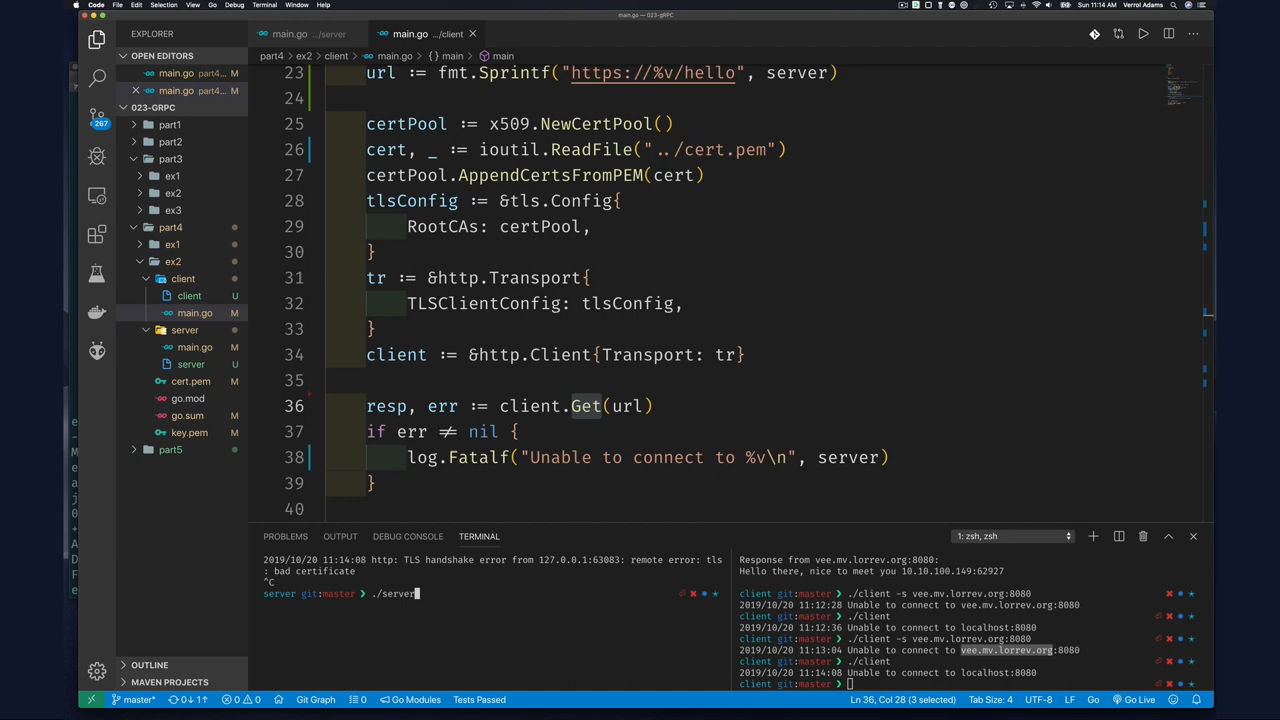 Code File Edit Selection View Go Debug Terminal Window Help
Sun 11:14 AM Verrol Adams
main.go — 023-gRPC
EXPLORER
OPEN EDITORS
main.go part4... M
main.go part4... M
023-GRPC
part1
part2
part3
ex1
ex2
ex3
part4
ex1
ex2
client
client U
main.go M
server
main.go M
server U
cert.pem M
go.mod
go.sum M
key.pem M
part5
OUTLINE
MAVEN PROJECTS
267
main.go .../server
main.go .../client
part4 > ex2 > client > main.go > {} main > main
23 url := fmt.Sprintf("https://%v/hello", server)
24
25 certPool := x509.NewCertPool()
26 cert, _ := ioutil.ReadFile("../cert.pem")
27 certPool.AppendCertsFromPEM(cert)
28 tlsConfig := &tls.Config{
29 RootCAs: certPool,
30 }
31 tr := &http.Transport{
32 TLSClientConfig: tlsConfig,
33 }
34 client := &http.Client{Transport: tr}
35
36 resp, err := client.Get(url)
37 if err ≠ nil {
38 log.Fatalf("Unable to connect to %v\n", server)
39 }
40
PROBLEMS OUTPUT DEBUG CONSOLE TERMINAL
1: zsh, zsh
2019/10/20 11:14:08 http: TLS handshake error from 127.0.0.1:63083: remote error: tls
: bad certificate
^C
server git:master ❯ ./server
Response from vee.mv.lorrev.org:8080:
Hello there, nice to meet you 10.10.100.149:62927
client git:master ❯ ./client -s vee.mv.lorrev.org:8080
2019/10/20 11:12:28 Unable to connect to vee.mv.lorrev.org:8080
client git:master ❯ ./client
2019/10/20 11:12:36 Unable to connect to localhost:8080
client git:master ❯ ./client -s vee.mv.lorrev.org:8080
2019/10/20 11:13:04 Unable to connect to vee.mv.lorrev.org:8080
client git:master ❯ ./client
2019/10/20 11:14:08 Unable to connect to localhost:8080
client git:master ❯
master* 0↓ 1↑ 0 0 Git Graph 0 Go Modules Tests Passed
Ln 36, Col 28 (3 selected) Tab Size: 4 UTF-8 LF Go Go Live